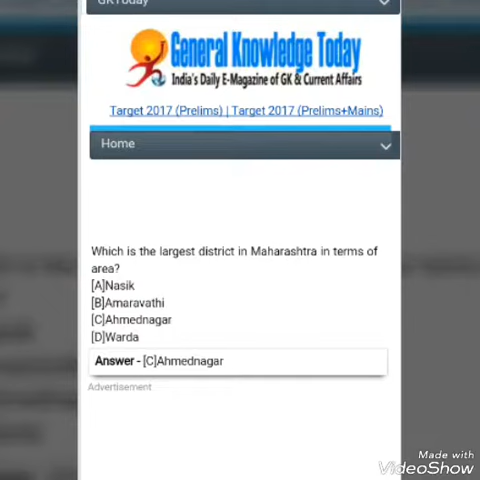 GKToday
General Knowledge Today
India's Daily E-Magazine of GK & Current Affairs
Target 2017 (Prelims) | Target 2017 (Prelims+Mains)
Home
Which is the largest district in Maharashtra in terms of
area?
[A]Nasik
[B]Amaravathi
[C]Ahmednagar
[D]Warda
Answer - [C]Ahmednagar
Advertisement
Made with
VideoShow